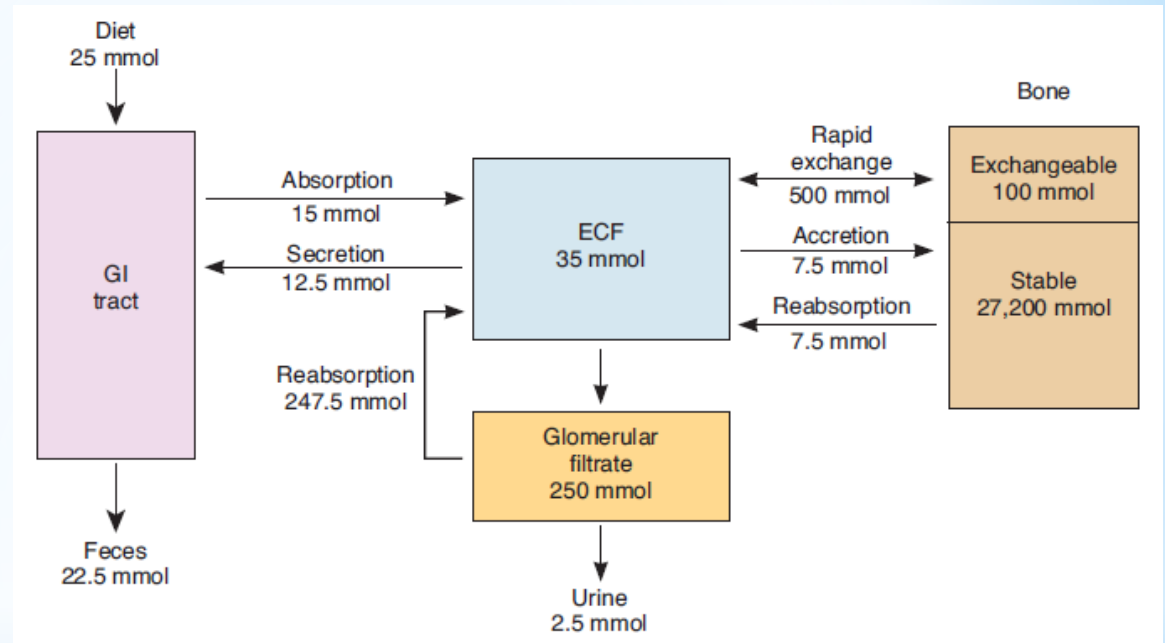 Diet
25 mmol
GI
tract
Feces
22.5 mmol
Absorption
15 mmol
Secretion
12.5 mmol
Reabsorption
247.5 mmol
ECF
35 mmol
Glomerular
filtrate
250 mmol
Urine
2.5 mmol
Rapid
exchange
500 mmol
Accretion
7.5 mmol
Reabsorption
7.5 mmol
Bone
Exchangeable
100 mmol
Stable
27,200 mmol